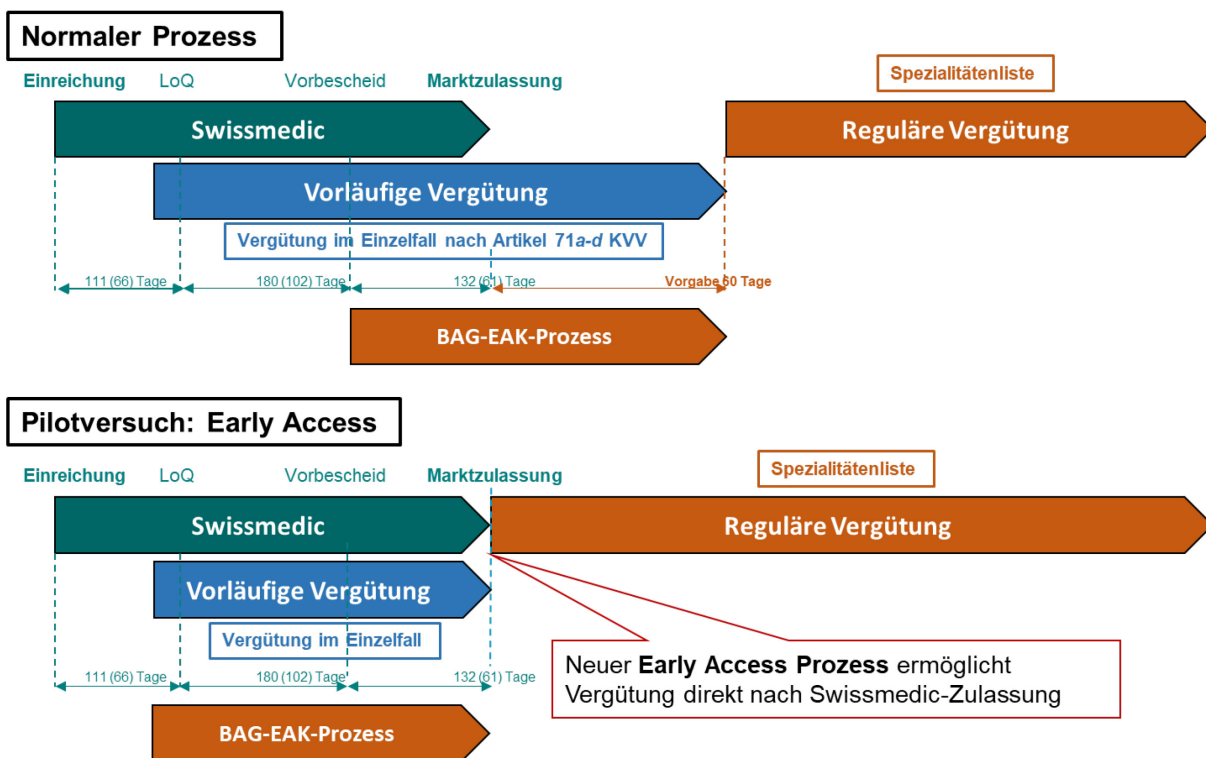 Normaler Prozess
Spezialitätenliste
Einreichung LoQ Vorbescheid Marktzulassung
Swissmedic
Reguläre Vergütung
Vorläufige Vergütung
Vergütung im Einzelfall nach Artikel 71a-d KVV
111 (66) Tage 180 (102) Tage 132 (61) Tage Vorgabe 60 Tage
BAG-EAK-Prozess
Pilotversuch: Early Access
Spezialitätenliste
Einreichung LoQ Vorbescheid Marktzulassung
Swissmedic
Reguläre Vergütung
Vorläufige Vergütung
Vergütung im Einzelfall
111 (66) Tage 180 (102) Tage 132 (61) Tage
Neuer Early Access Prozess ermöglicht
Vergütung direkt nach Swissmedic-Zulassung
BAG-EAK-Prozess